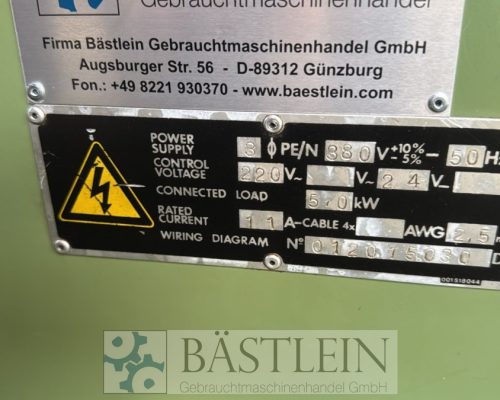 Gebrauchtmaschinenhandel
Firma Bästlein Gebrauchtmaschinenhandel GmbH
Augsburger Str. 56 - D-89312 Günzburg
Fon.: +49 8221 930370 - www.baestlein.com
POWER SUPPLY 3 Ø PE/N 380 V +10% -5% ~ 50 H
CONTROL VOLTAGE 220 V~ V~ 24 V–
CONNECTED LOAD 5,0 kW
RATED CURRENT 11 A-CABLE 4x AWG 2,5
WIRING DIAGRAM N° 012075030 D
001518044
BÄSTLEIN
Gebrauchtmaschinenhandel GmbH